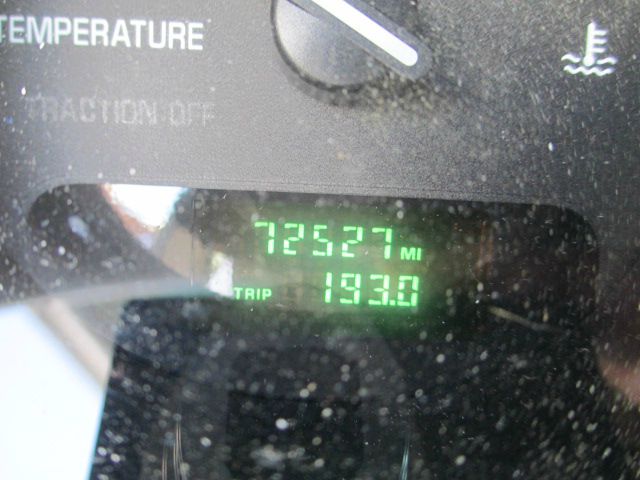 TEMPERATURE
TRACTION OFF
72527 MI
TRIP 193.0